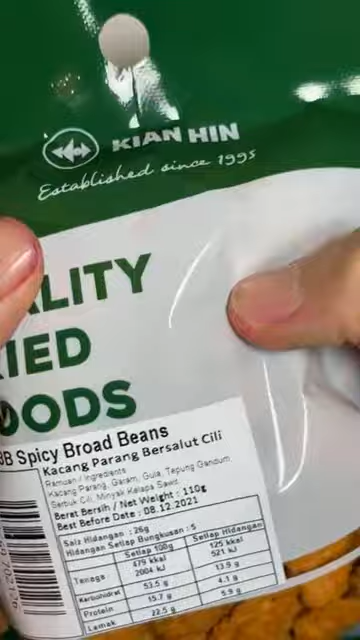 KIAN HIN
Established since 1995
ALITY
IED
OODS
BB Spicy Broad Beans
Kacang Parang Bersalut Cili
Ramuan / Ingredients
Kacang Parang, Garam, Gula, Tepung Gandum,
Serbuk Cili, Minyak Kelapa Sawit.
Berat Bersih / Net Weight : 110g
Best Before Date : 08.12.2021
Saiz Hidangan : 26g
Hidangan Setiap Bungkusan : 5
Setiap 100g Setiap Hidangan
Tenaga 479 kkal 125 kkal
2004 kJ 521 kJ
Karbohidrat 53.5 g 13.9 g
Protein 15.7 g 4.1 g
Lemak 22.5 g 5.9 g